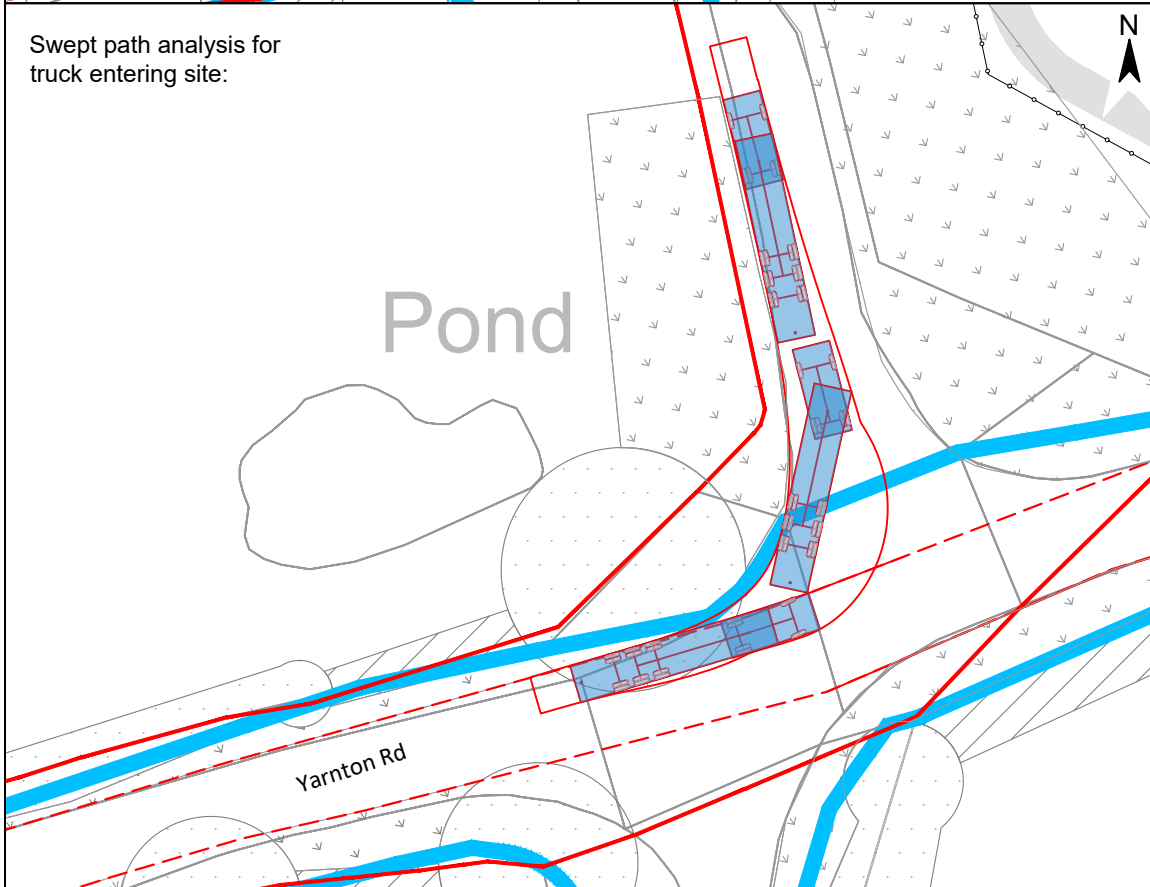 Swept path analysis for
truck entering site:
N
Pond
Yarnton Rd